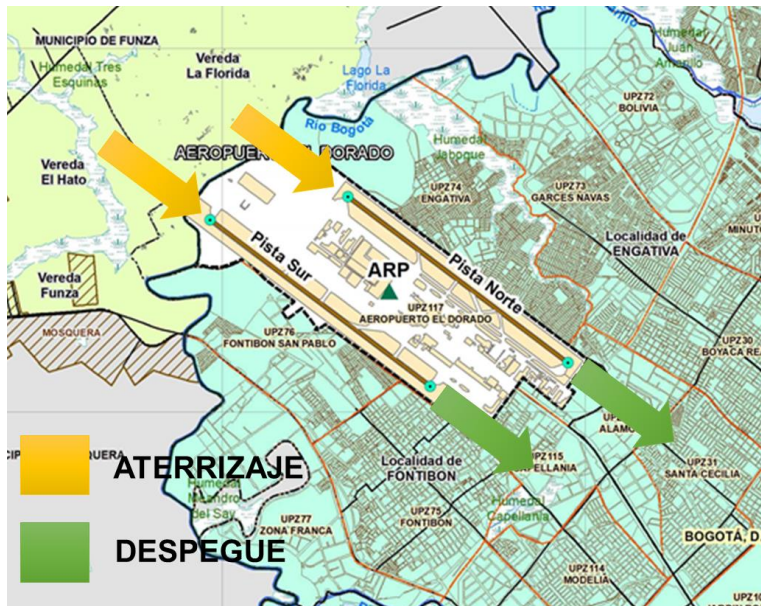 MUNICIPIO DE FUNZA
Humedal Tres
Esquinas
Vereda
La Florida
Lago La
Florida
Río Bogotá
Humedal
Juan
Amarillo
UPZ72
BOLIVIA
Vereda
El Hato
AEROPUERTO EL DORADO
Humedal
Jaboque
UPZ74
ENGATIVA
UPZ73
GARCES NAVAS
Localidad de
ENGATIVA
Pista Sur
Pista Norte
ARP
UPZ117
AEROPUERTO EL DORADO
Vereda
Funza
MOSQUERA
UPZ76
FONTIBON SAN PABLO
UPZ30
BOYACA REA
ALAMO
UPZ31
SANTA CECILIA
UPZ115
CAPELLANIA
Localidad de
FONTIBON
Humedal
Capellania
Humedal
Meandro
del Say
UPZ77
ZONA FRANCA
UPZ75
FONTIBON
UPZ114
MODELIA
BOGOTÁ, D.
ATERRIZAJE
DESPEGUE